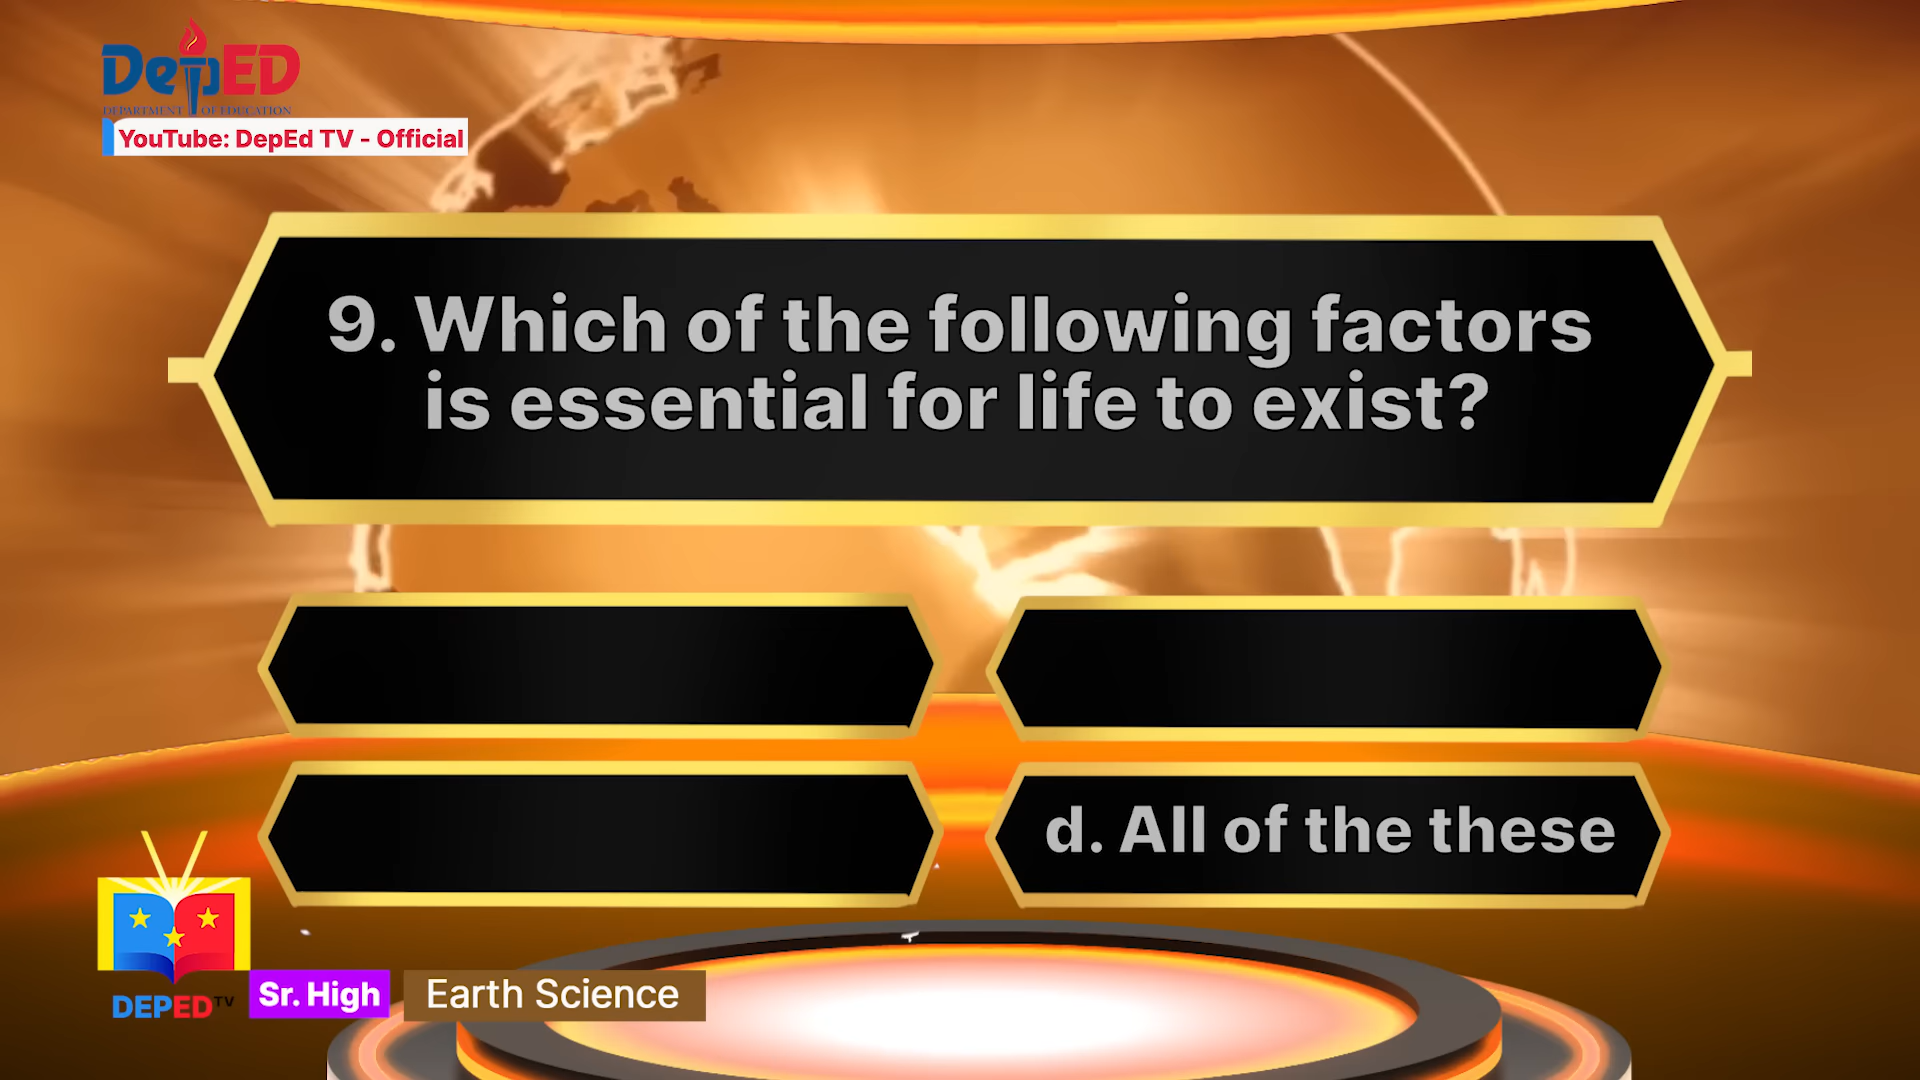 DepED
DEPARTMENT OF EDUCATION
YouTube: DepEd TV - Official
9. Which of the following factors
is essential for life to exist?
d. All of the these
DEPED TV
Sr. High
Earth Science